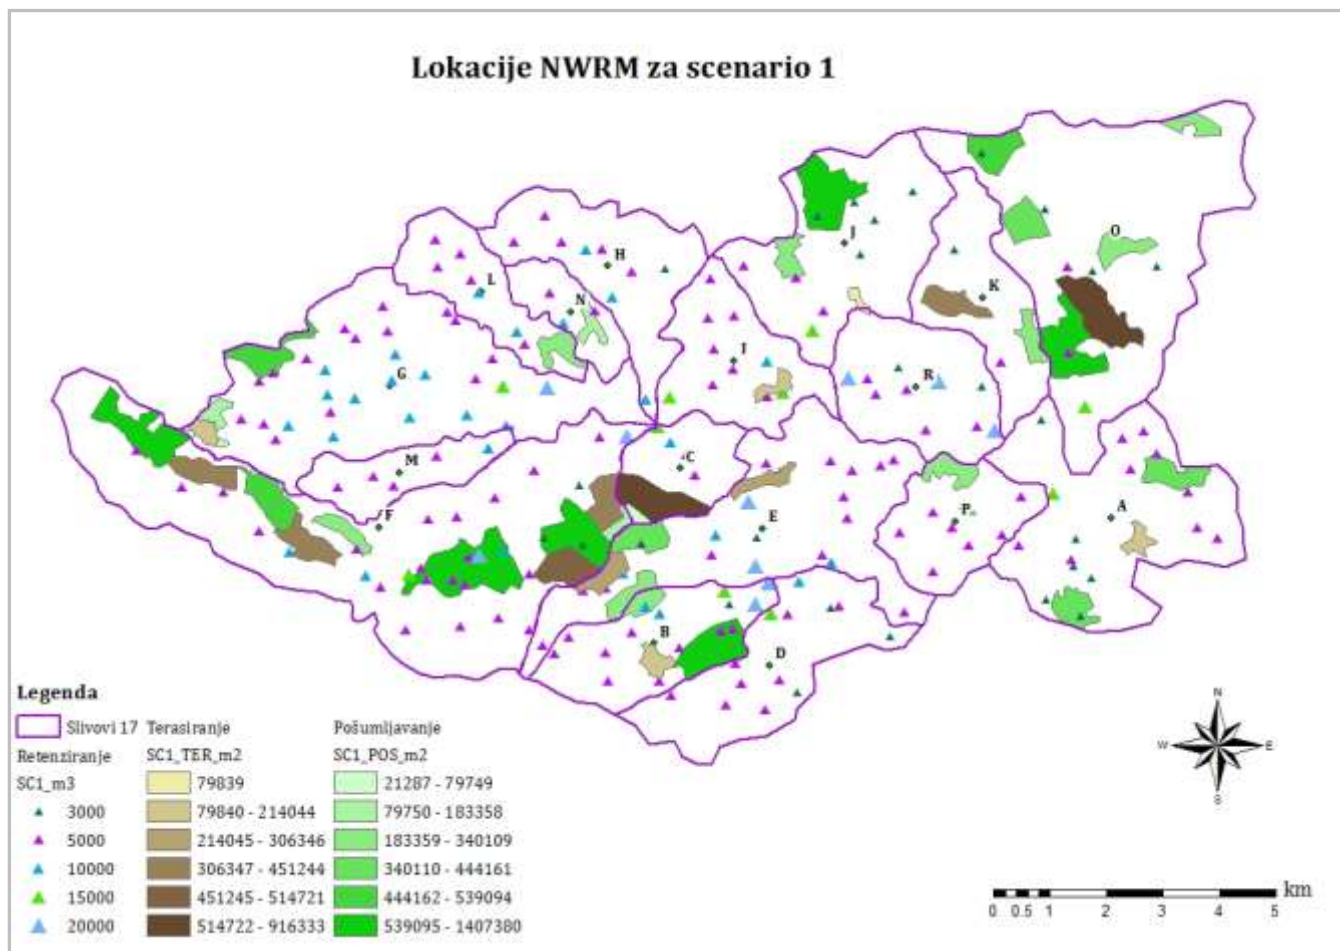 Lokacije NWRM za scenario 1
O
J
H
K
L
N
I
G
R
C
M
F
P
A
E
B
D
Legenda
Slivovi 17 Terasiranje Pošumljavanje
Retenziranje SC1_TER_m2 SC1_POS_m2
SC1_m3 79839 21287 - 79749
3000 79840 - 214044 79750 - 183358
5000 214045 - 306346 183359 - 340109
10000 306347 - 451244 340110 - 444161
15000 451245 - 514721 444162 - 539094
20000 514722 - 916333 539095 - 1407380
N
W E
S
km
0 0.5 1 2 3 4 5